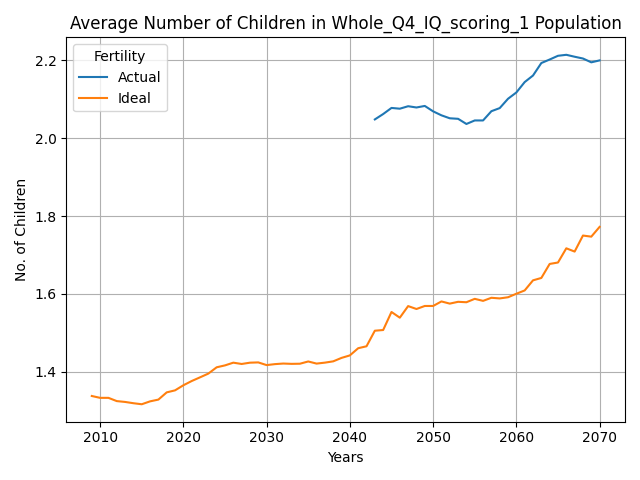 Average Number of Children in Whole_Q4_IQ_scoring_1 Population
Fertility
Actual
Ideal
No. of Children
2.2
2.0
1.8
1.6
1.4
2010 2020 2030 2040 2050 2060 2070
Years